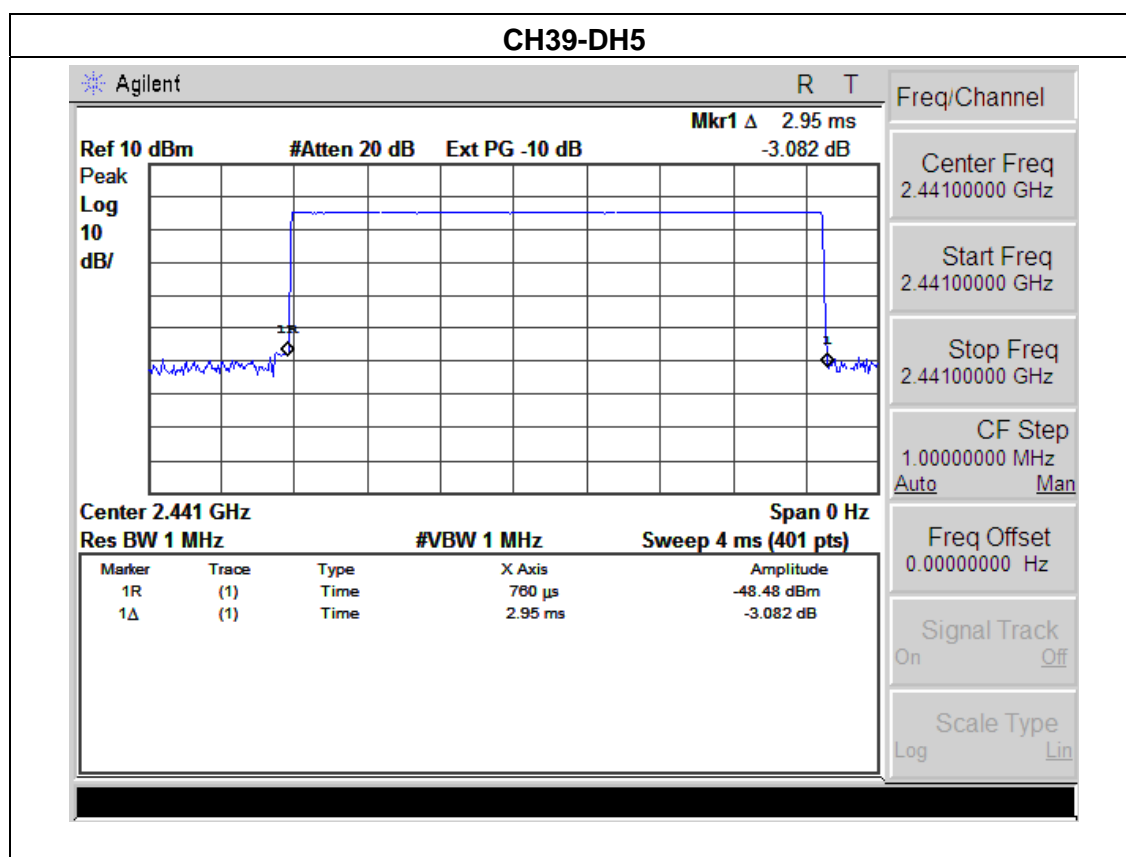 CH39-DH5
Agilent R T
Mkr1 Δ 2.95 ms
Ref 10 dBm #Atten 20 dB Ext PG -10 dB -3.082 dB
Peak
Log
10
dB/
1R
1
Center 2.441 GHz Span 0 Hz
Res BW 1 MHz #VBW 1 MHz Sweep 4 ms (401 pts)
Marker Trace Type X Axis Amplitude
1R (1) Time 760 µs -48.48 dBm
1Δ (1) Time 2.95 ms -3.082 dB
Freq/Channel
Center Freq
2.44100000 GHz
Start Freq
2.44100000 GHz
Stop Freq
2.44100000 GHz
CF Step
1.00000000 MHz
Auto Man
Freq Offset
0.00000000 Hz
Signal Track
On Off
Scale Type
Log Lin